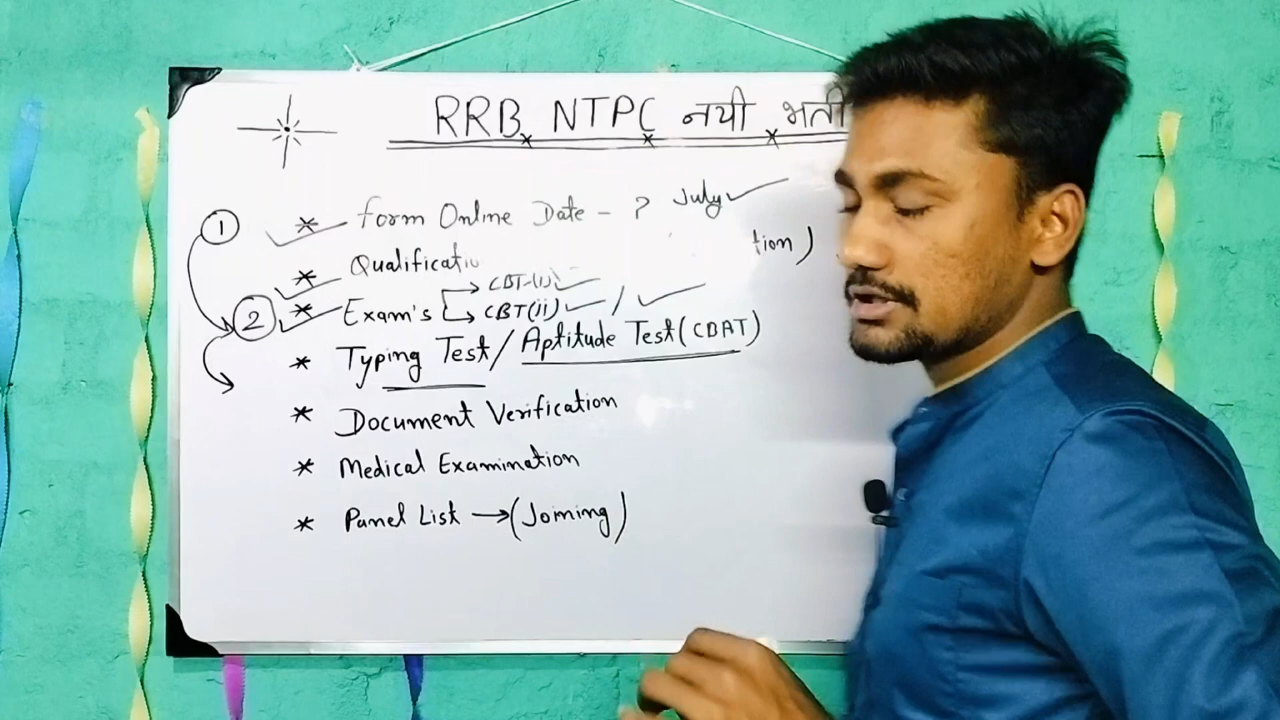 RRB NTPC नयी भर्ती
① * form Online Date - ? July ✓
* Qualificatio tion)
② * Exam's → CBT-(i) ✓
→ CBT(ii) ✓ / ✓
* Typing Test / Aptitude Test (CBAT)
* Document Verification
* Medical Examination
* Panel List → (Joining)